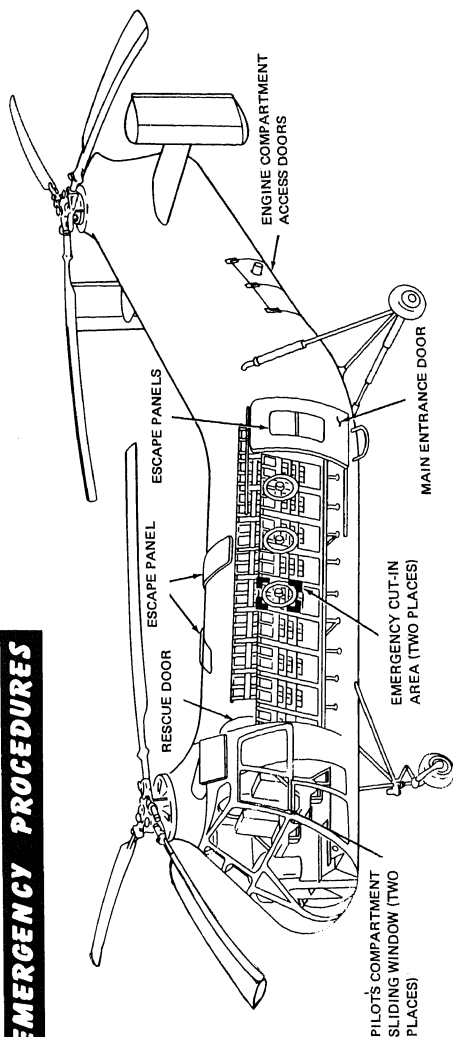 EMERGENCY PROCEDURES
RESCUE DOOR
ESCAPE PANEL
ESCAPE PANELS
ENGINE COMPARTMENT
ACCESS DOORS
PILOT'S COMPARTMENT
SLIDING WINDOW (TWO
PLACES)
EMERGENCY CUT-IN
AREA (TWO PLACES)
MAIN ENTRANCE DOOR